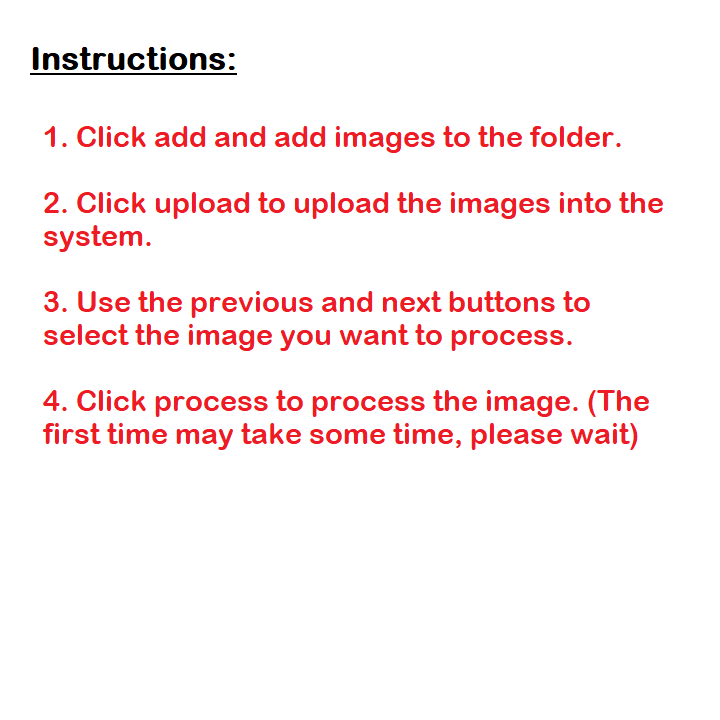 Instructions:
1. Click add and add images to the folder.
2. Click upload to upload the images into the
system.
3. Use the previous and next buttons to
select the image you want to process.
4. Click process to process the image. (The
first time may take some time, please wait)